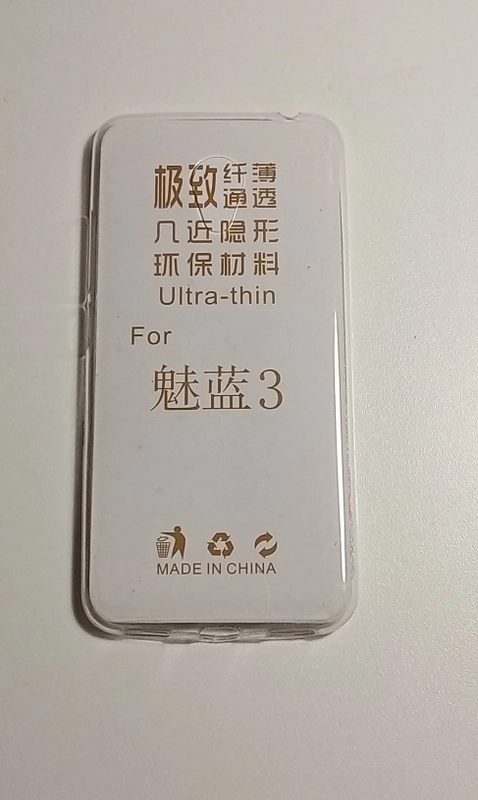 极致纤薄通透
几近隐形
环保材料
Ultra-thin
For
魅蓝3
MADE IN CHINA